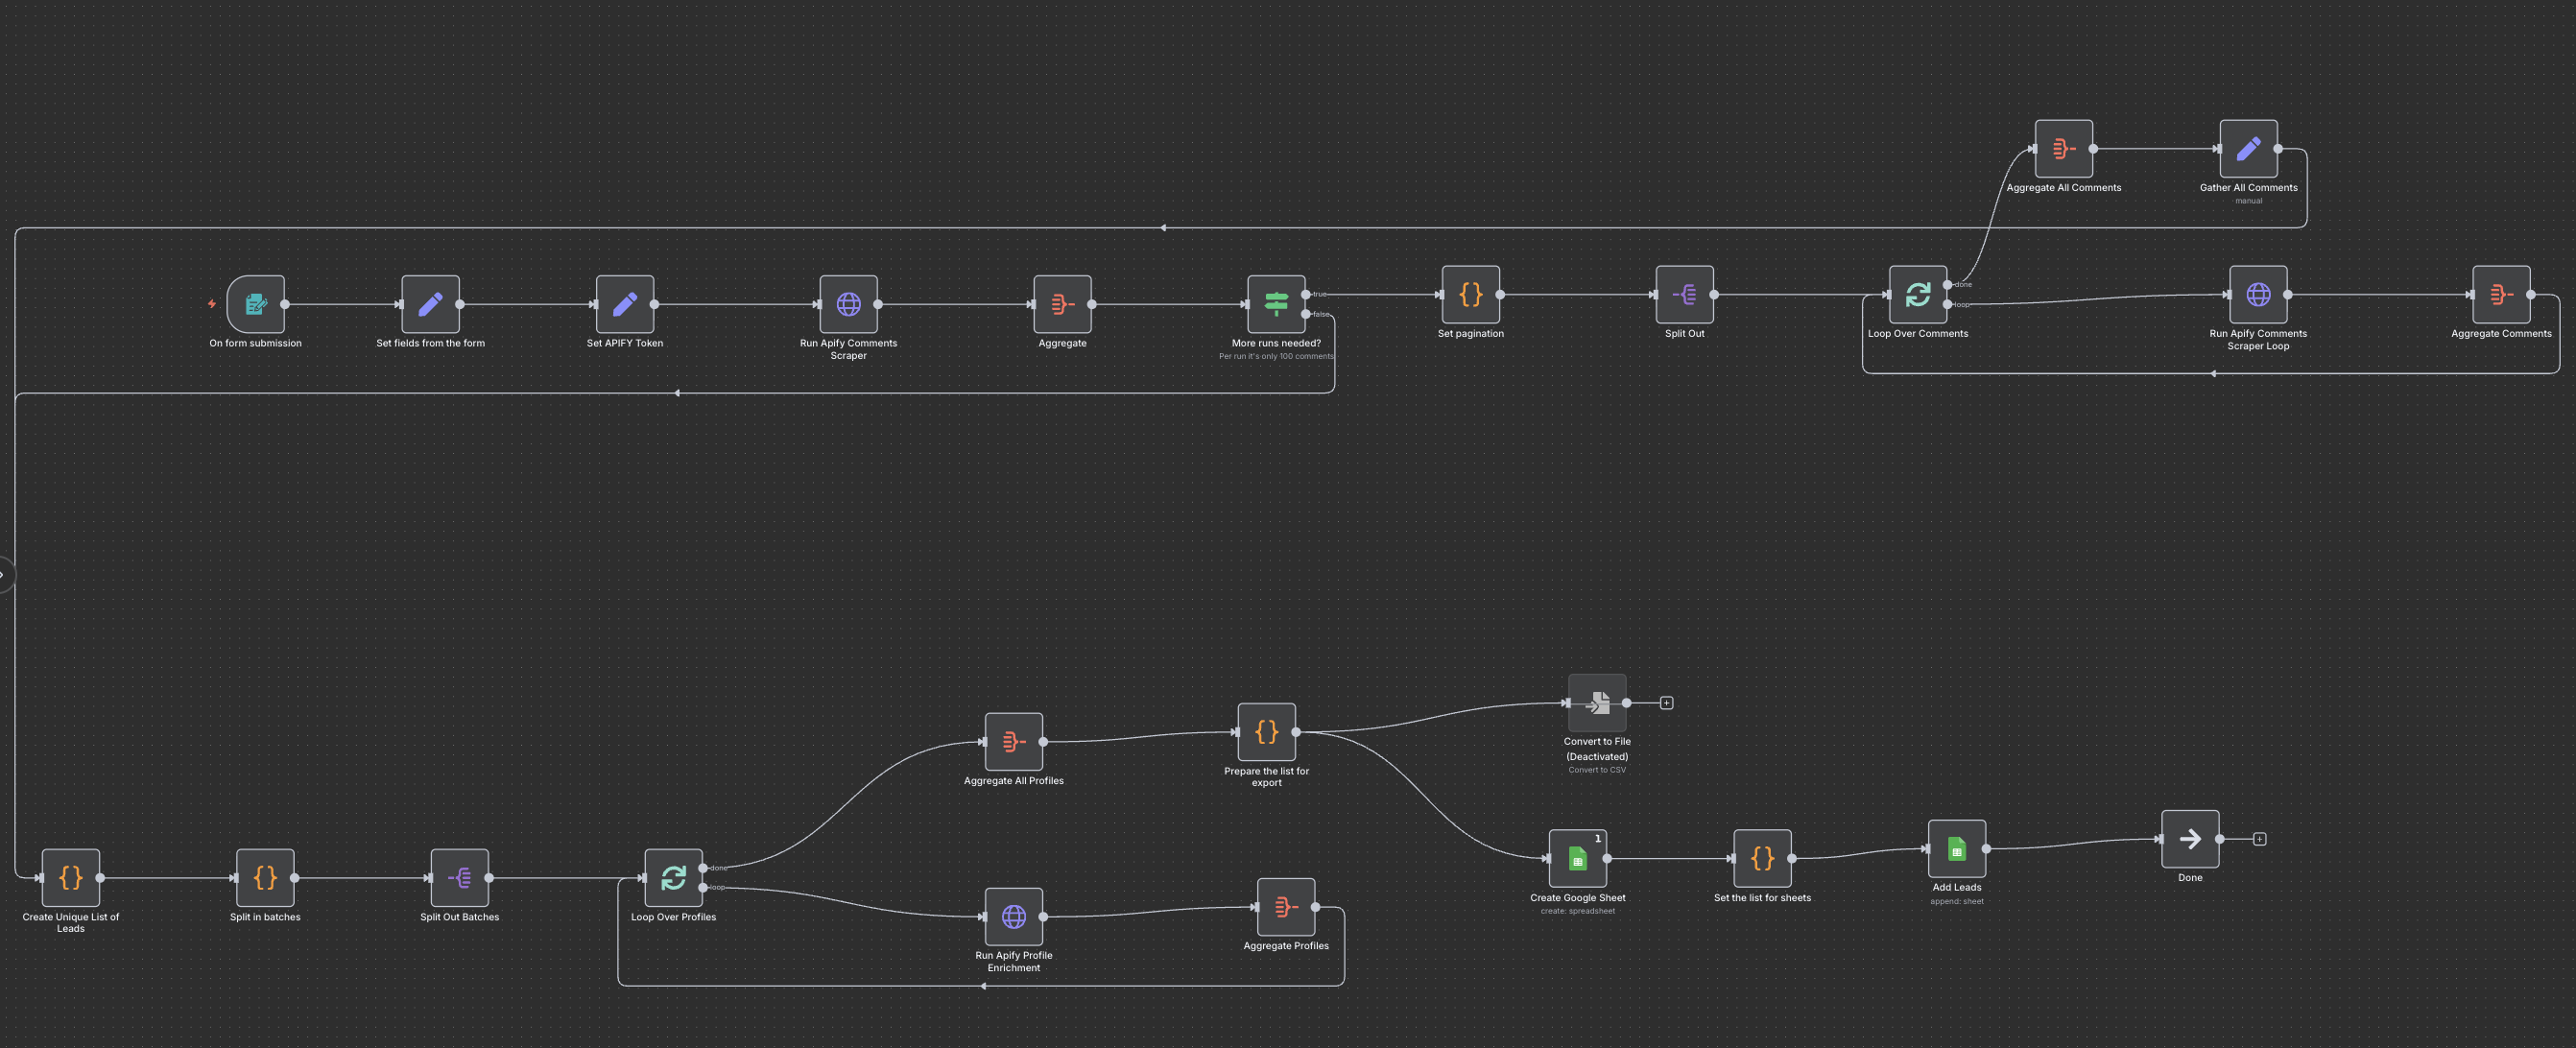 Aggregate All Comments
Gather All Comments
manual
On form submission
Set fields from the form
Set APIFY Token
Run Apify Comments
Scraper
Aggregate
true
false
More runs needed?
Per run it's only 100 comments
{}
Set pagination
Split Out
done
loop
Loop Over Comments
Run Apify Comments
Scraper Loop
Aggregate Comments
{}
Create Unique List of
Leads
{}
Split in batches
Split Out Batches
done
loop
Loop Over Profiles
Aggregate All Profiles
Run Apify Profile
Enrichment
Aggregate Profiles
{}
Prepare the list for
export
Convert to File
(Deactivated)
Convert to CSV
1
Create Google Sheet
create: spreadsheet
{}
Set the list for sheets
Add Leads
append: sheet
Done